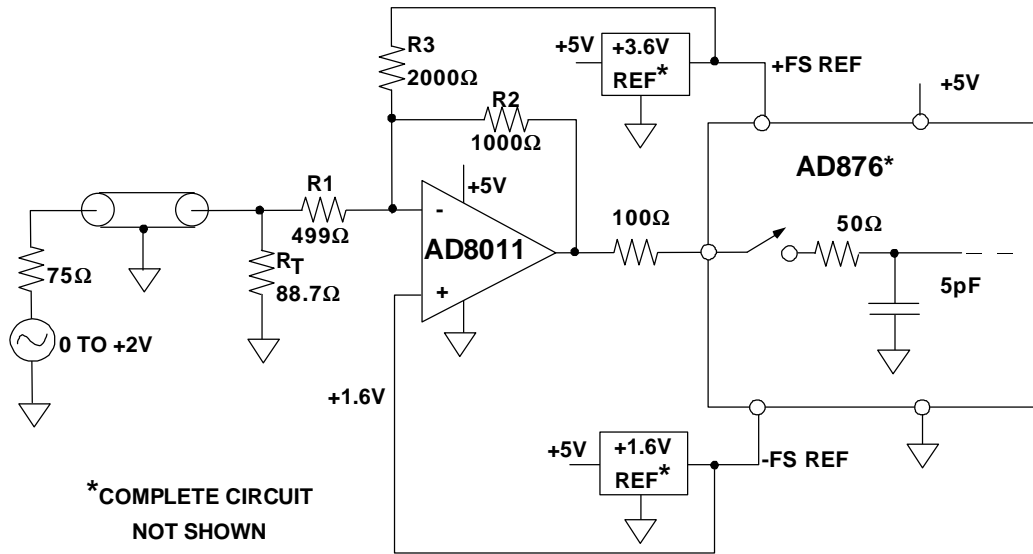 R3
2000Ω
+5V
+3.6V
REF*
+FS REF
+5V
R2
1000Ω
AD876*
R1
499Ω
+5V
-
AD8011
+
100Ω
50Ω
5pF
75Ω
RT
88.7Ω
0 TO +2V
+1.6V
+5V
+1.6V
REF*
-FS REF
*COMPLETE CIRCUIT
NOT SHOWN